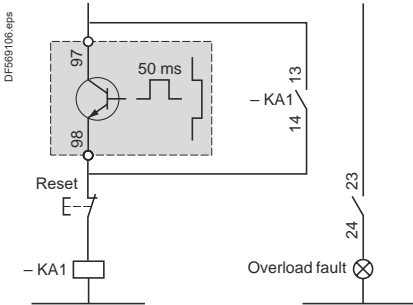 DF569106.eps
97
50 ms
13
– KA1
14
98
Reset
23
24
– KA1
Overload fault